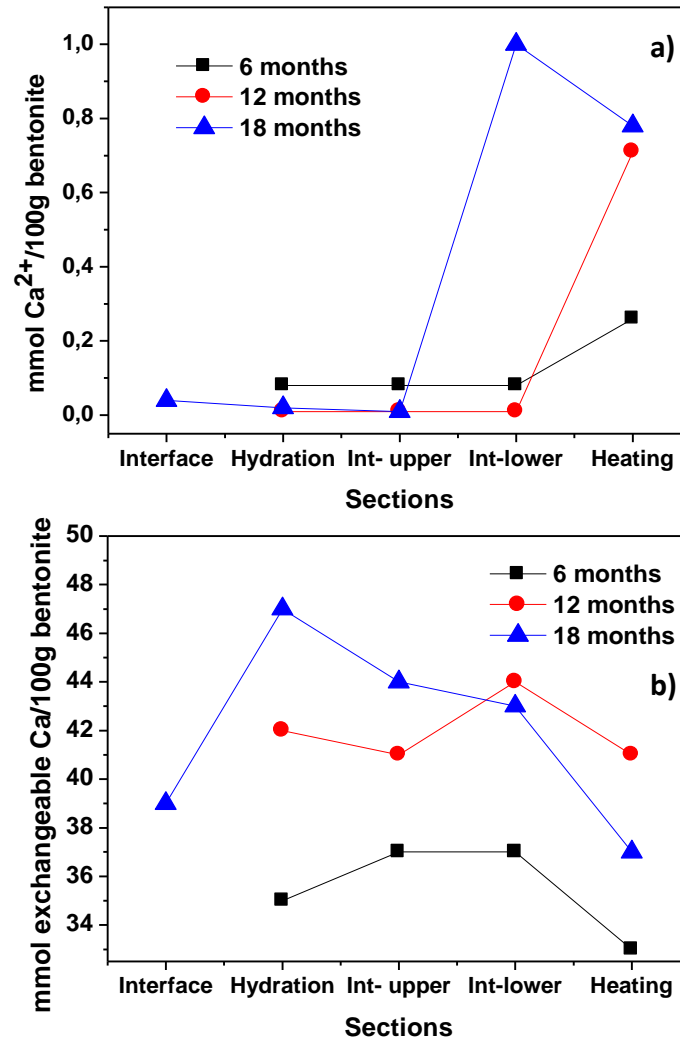 a)
6 months
12 months
18 months
1,0
0,8
0,6
0,4
0,2
0,0
mmol Ca2+/100g bentonite
Interface Hydration Int- upper Int-lower Heating
Sections
b)
6 months
12 months
18 months
50
48
46
44
42
40
38
36
34
mmol exchangeable Ca/100g bentonite
Interface Hydration Int- upper Int-lower Heating
Sections